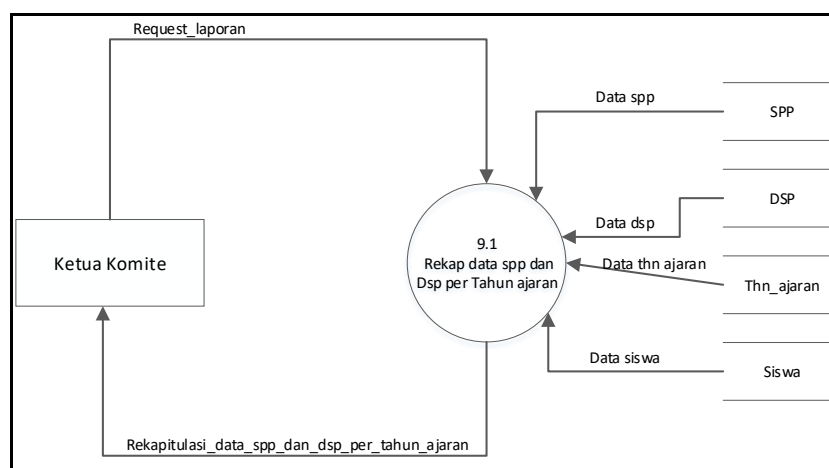 Request_laporan
Data spp
SPP
DSP
Data dsp
9.1
Rekap data spp dan
Dsp per Tahun ajaran
Ketua Komite
Data thn ajaran
Thn_ajaran
Data siswa
Siswa
Rekapitulasi_data_spp_dan_dsp_per_tahun_ajaran